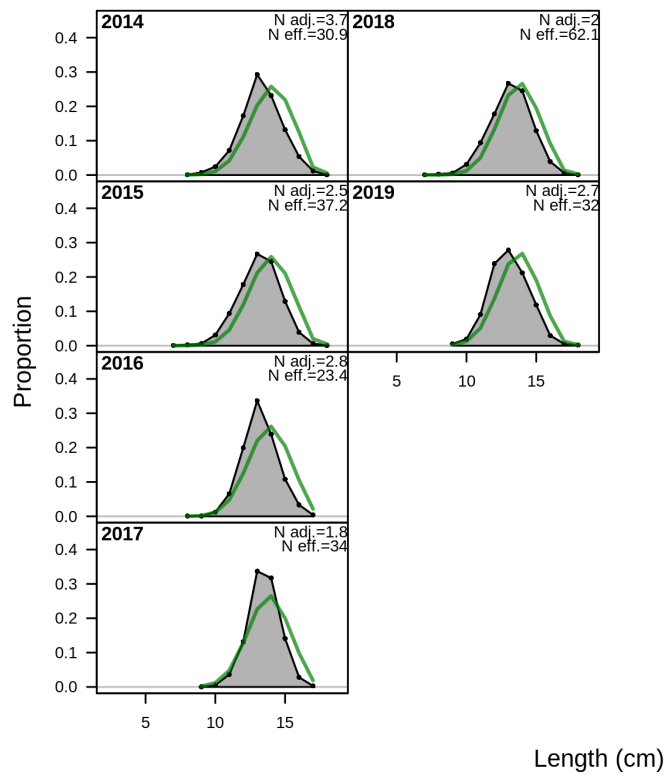 2014
N adj.=3.7
N eff.=30.9
0.4
0.3
0.2
0.1
0.0
2018
N adj.=2
N eff.=62.1
2015
N adj.=2.5
N eff.=37.2
0.4
0.3
0.2
0.1
0.0
2019
N adj.=2.7
N eff.=32
5 10 15
2016
N adj.=2.8
N eff.=23.4
0.4
0.3
0.2
0.1
0.0
2017
N adj.=1.8
N eff.=34
0.4
0.3
0.2
0.1
0.0
5 10 15
Proportion
Length (cm)